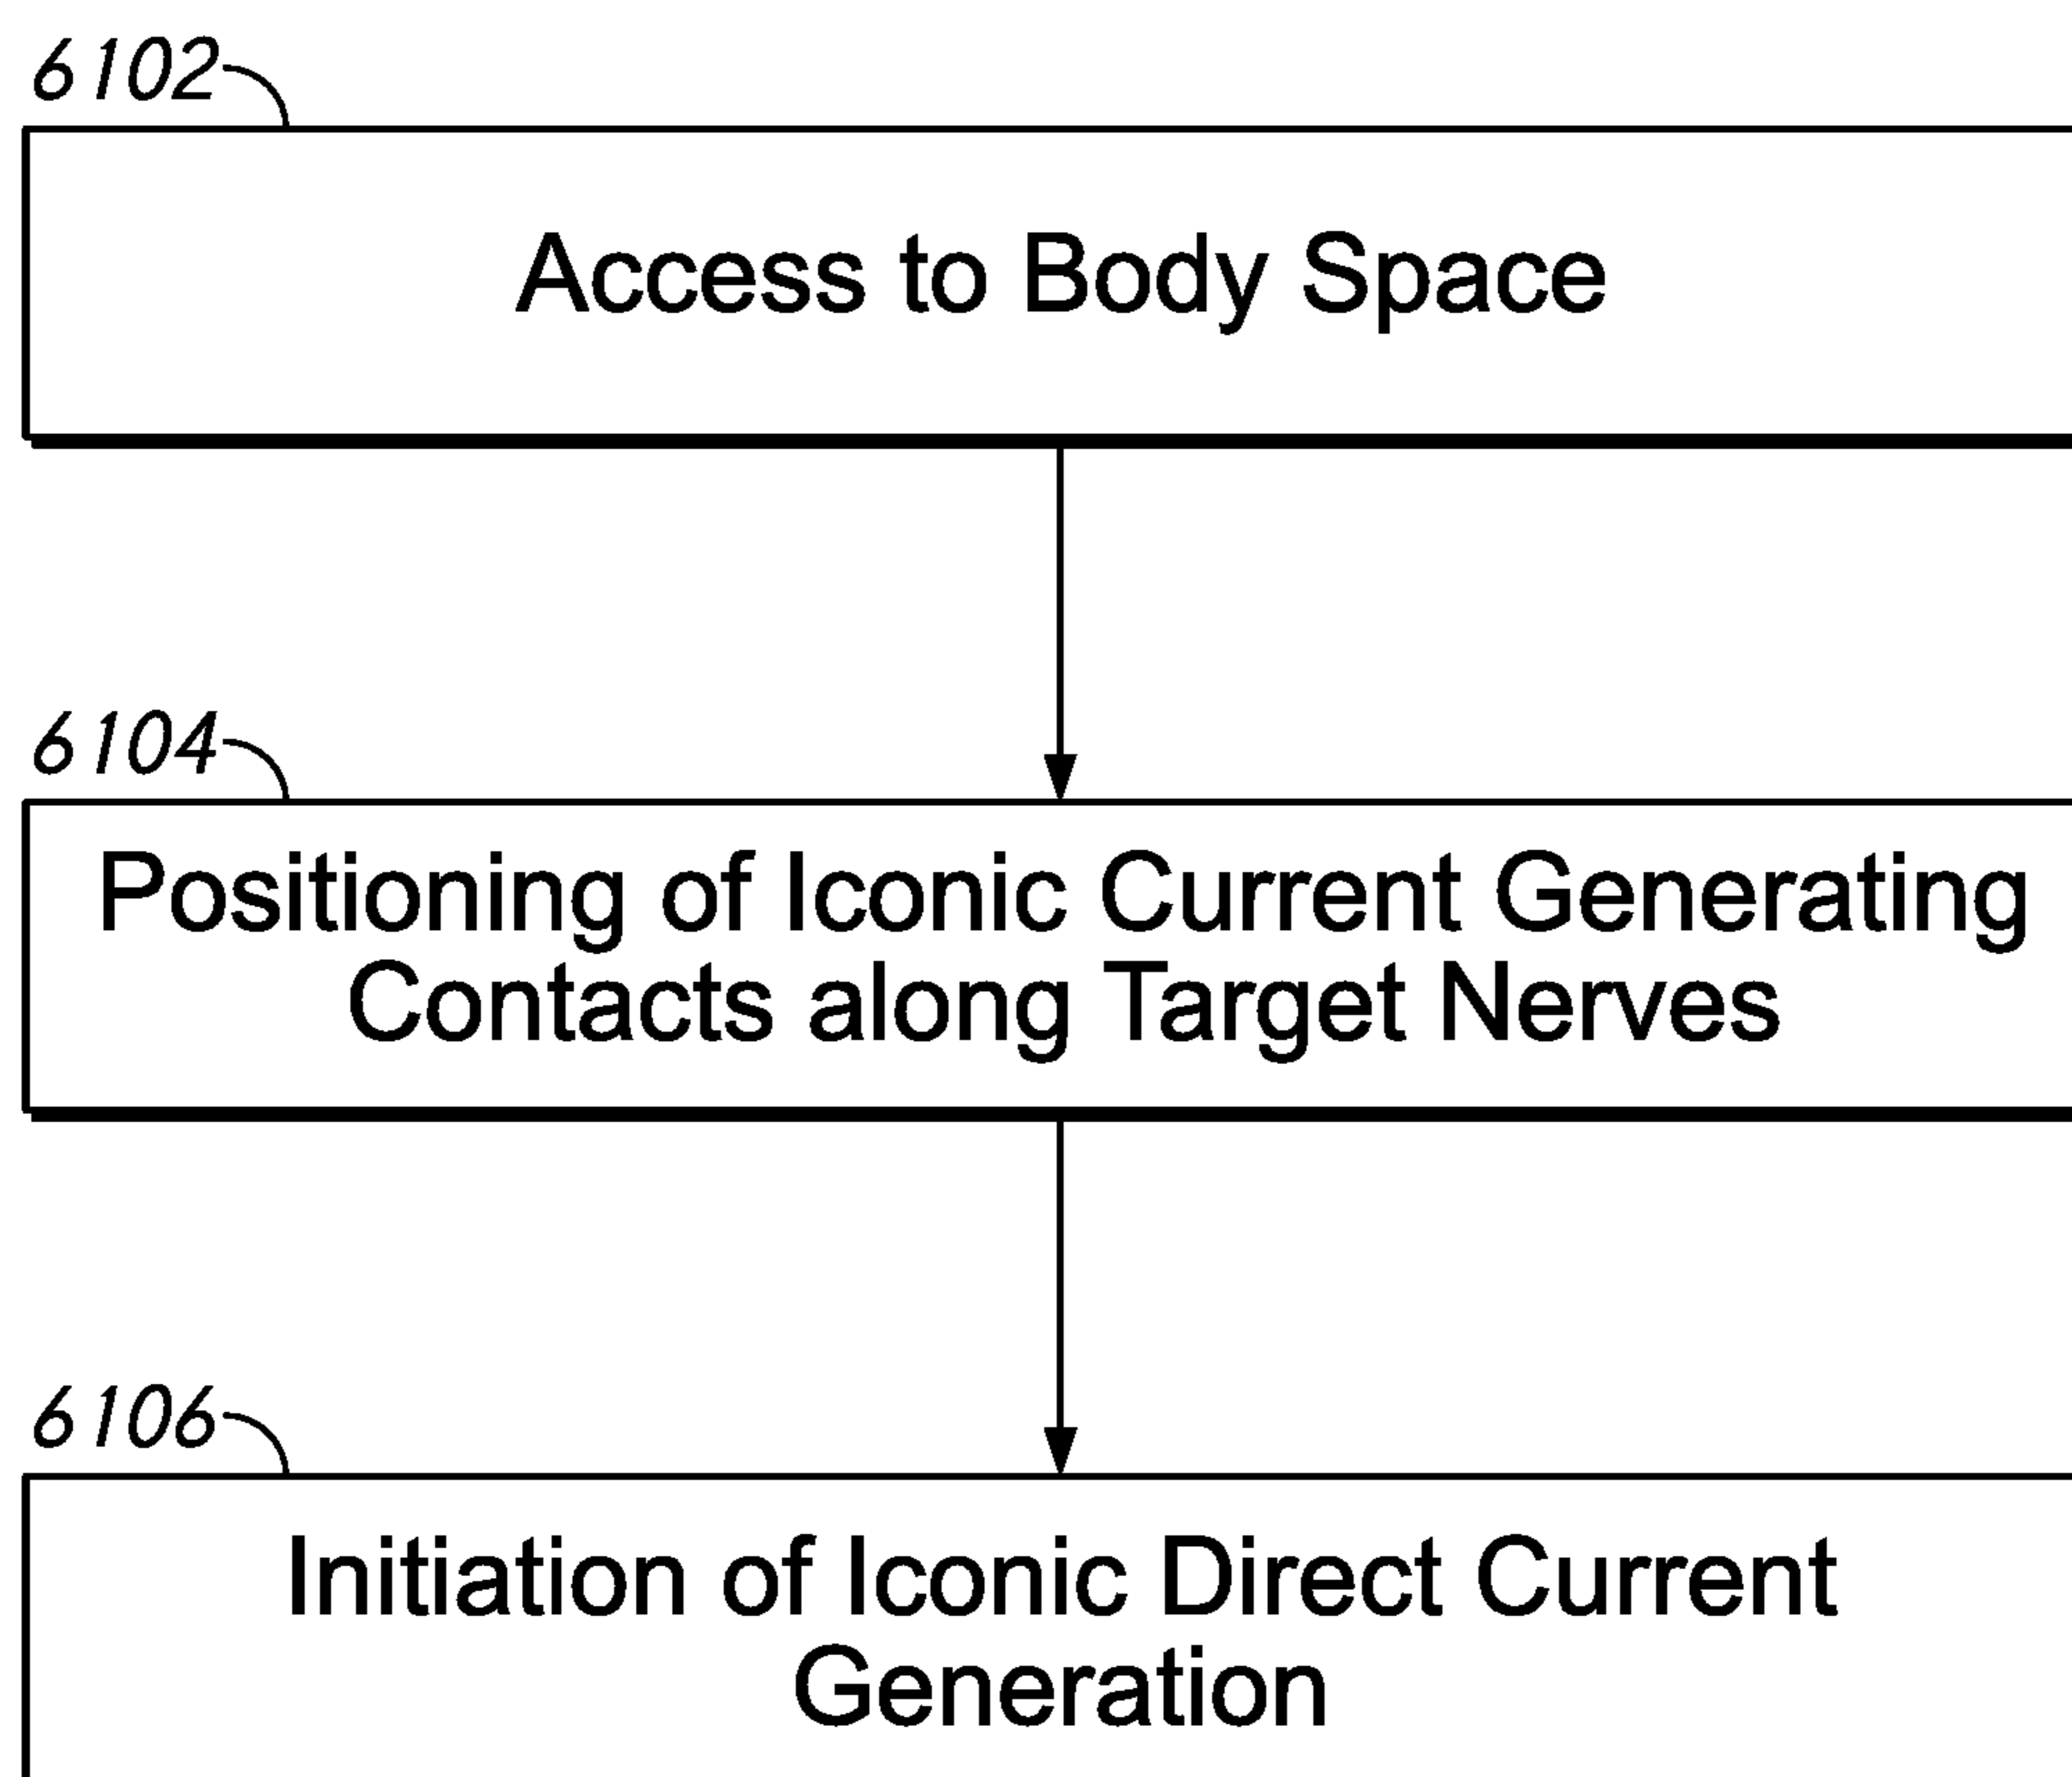 6102
Access to Body Space
6104
Positioning of Iconic Current Generating
Contacts along Target Nerves
6106
Initiation of Iconic Direct Current
Generation